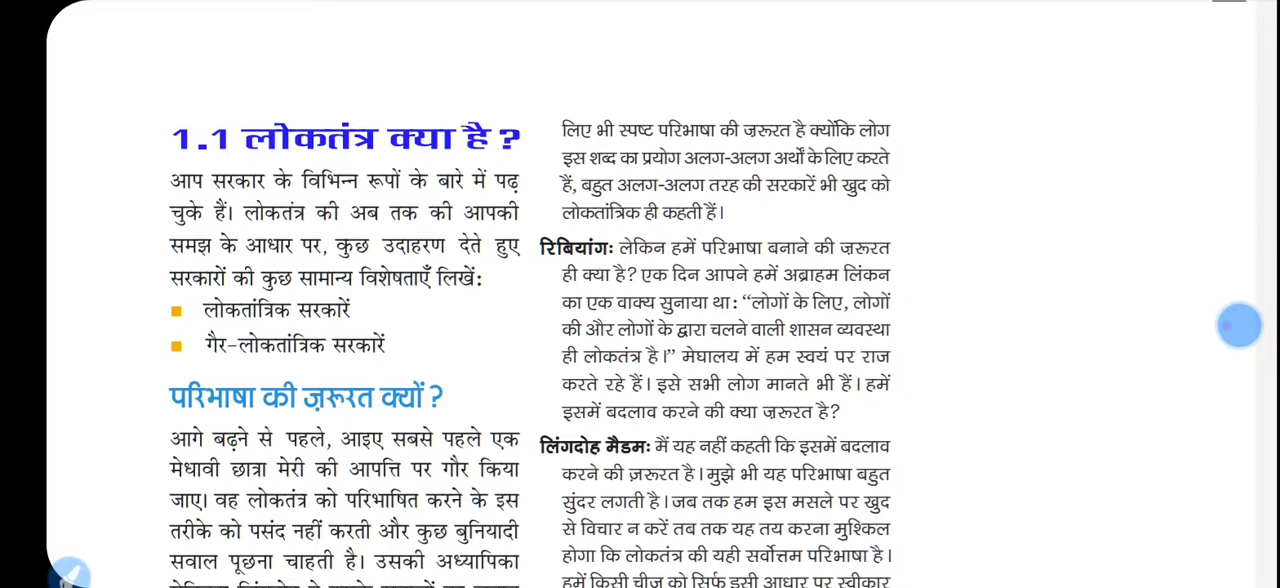 1.1 लोकतंत्र क्या है?
आप सरकार के विभिन्न रूपों के बारे में पढ़
चुके हैं। लोकतंत्र की अब तक की आपकी
समझ के आधार पर, कुछ उदाहरण देते हुए
सरकारों की कुछ सामान्य विशेषताएँ लिखें:
लोकतांत्रिक सरकारें
गैर-लोकतांत्रिक सरकारें
परिभाषा की ज़रूरत क्यों?
आगे बढ़ने से पहले, आइए सबसे पहले एक
मेधावी छात्रा मेरी की आपत्ति पर गौर किया
जाए। वह लोकतंत्र को परिभाषित करने के इस
तरीके को पसंद नहीं करती और कुछ बुनियादी
सवाल पूछना चाहती है। उसकी अध्यापिका
लिए भी स्पष्ट परिभाषा की ज़रूरत है क्योंकि लोग
इस शब्द का प्रयोग अलग-अलग अर्थों के लिए करते
हैं, बहुत अलग-अलग तरह की सरकारें भी खुद को
लोकतांत्रिक ही कहती हैं।
रिबियांग: लेकिन हमें परिभाषा बनाने की ज़रूरत
ही क्या है? एक दिन आपने हमें अब्राहम लिंकन
का एक वाक्य सुनाया था: “लोगों के लिए, लोगों
की और लोगों के द्वारा चलने वाली शासन व्यवस्था
ही लोकतंत्र है।” मेघालय में हम स्वयं पर राज
करते रहे हैं। इसे सभी लोग मानते भी हैं। हमें
इसमें बदलाव करने की क्या ज़रूरत है?
लिंगदोह मैडम: मैं यह नहीं कहती कि इसमें बदलाव
करने की ज़रूरत है। मुझे भी यह परिभाषा बहुत
सुंदर लगती है। जब तक हम इस मसले पर खुद
से विचार न करें तब तक यह तय करना मुश्किल
होगा कि लोकतंत्र की यही सर्वोत्तम परिभाषा है।
हमें किसी चीज़ को सिर्फ़ इसी आधार पर स्वीकार